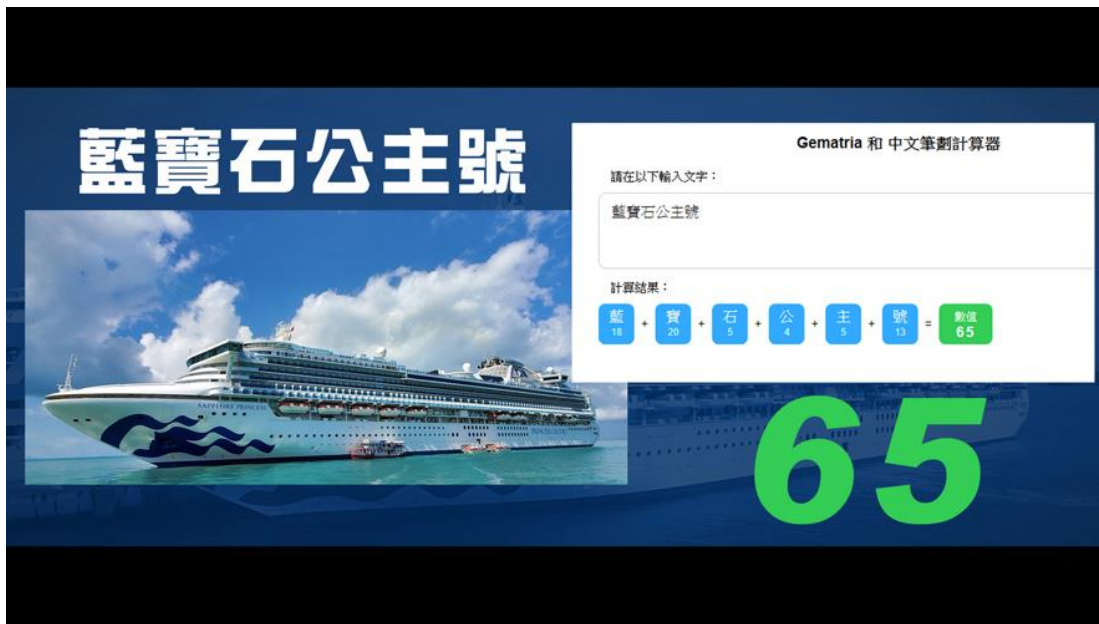 藍寶石公主號
Gematria 和 中文筆劃計算器
請在以下輸入文字：
藍寶石公主號
計算結果：
藍 + 寶 + 石 + 公 + 主 + 號 = 數值
18 20 5 4 5 13 65
SAPPHIRE PRINCESS
65